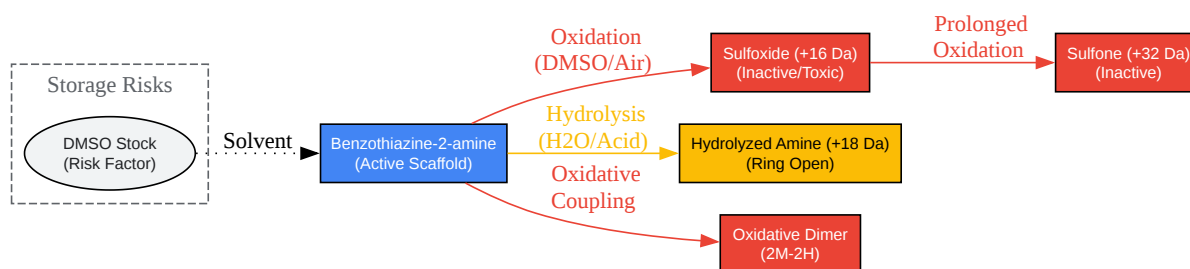 Storage Risks
DMSO Stock
(Risk Factor)
Solvent
Benzothiazine-2-amine
(Active Scaffold)
Oxidation
(DMSO/Air)
Sulfoxide (+16 Da)
(Inactive/Toxic)
Prolonged
Oxidation
Sulfone (+32 Da)
(Inactive)
Hydrolysis
(H2O/Acid)
Hydrolyzed Amine (+18 Da)
(Ring Open)
Oxidative
Coupling
Oxidative Dimer
(2M-2H)